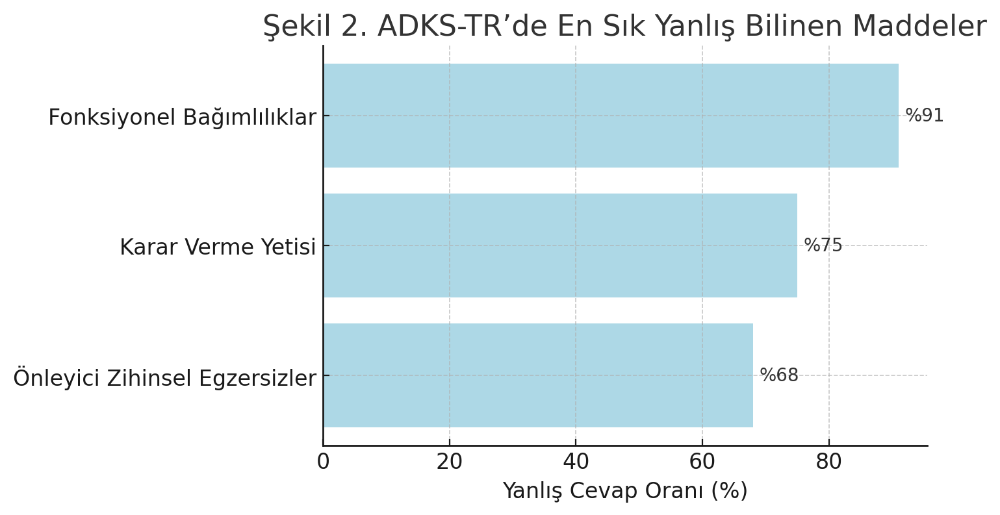 Şekil 2. ADKS-TR’de En Sık Yanlış Bilinen Maddeler
Fonksiyonel Bağımlılıklar
%91
Karar Verme Yetisi
%75
Önleyici Zihinsel Egzersizler
%68
0 20 40 60 80
Yanlış Cevap Oranı (%)